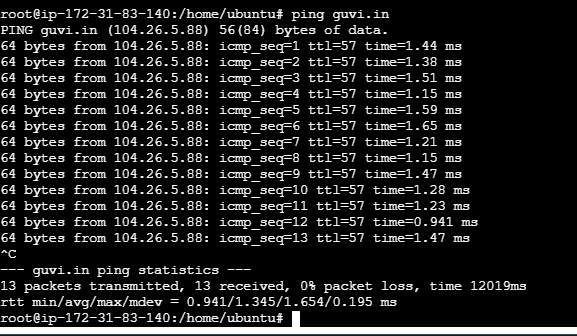 root@ip-172-31-83-140:/home/ubuntu# ping guvi.in
PING guvi.in (104.26.5.88) 56(84) bytes of data.
64 bytes from 104.26.5.88: icmp_seq=1 ttl=57 time=1.44 ms
64 bytes from 104.26.5.88: icmp_seq=2 ttl=57 time=1.38 ms
64 bytes from 104.26.5.88: icmp_seq=3 ttl=57 time=1.51 ms
64 bytes from 104.26.5.88: icmp_seq=4 ttl=57 time=1.15 ms
64 bytes from 104.26.5.88: icmp_seq=5 ttl=57 time=1.59 ms
64 bytes from 104.26.5.88: icmp_seq=6 ttl=57 time=1.65 ms
64 bytes from 104.26.5.88: icmp_seq=7 ttl=57 time=1.21 ms
64 bytes from 104.26.5.88: icmp_seq=8 ttl=57 time=1.15 ms
64 bytes from 104.26.5.88: icmp_seq=9 ttl=57 time=1.47 ms
64 bytes from 104.26.5.88: icmp_seq=10 ttl=57 time=1.28 ms
64 bytes from 104.26.5.88: icmp_seq=11 ttl=57 time=1.23 ms
64 bytes from 104.26.5.88: icmp_seq=12 ttl=57 time=0.941 ms
64 bytes from 104.26.5.88: icmp_seq=13 ttl=57 time=1.47 ms
^C
--- guvi.in ping statistics ---
13 packets transmitted, 13 received, 0% packet loss, time 12019ms
rtt min/avg/max/mdev = 0.941/1.345/1.654/0.195 ms
root@ip-172-31-83-140:/home/ubuntu#